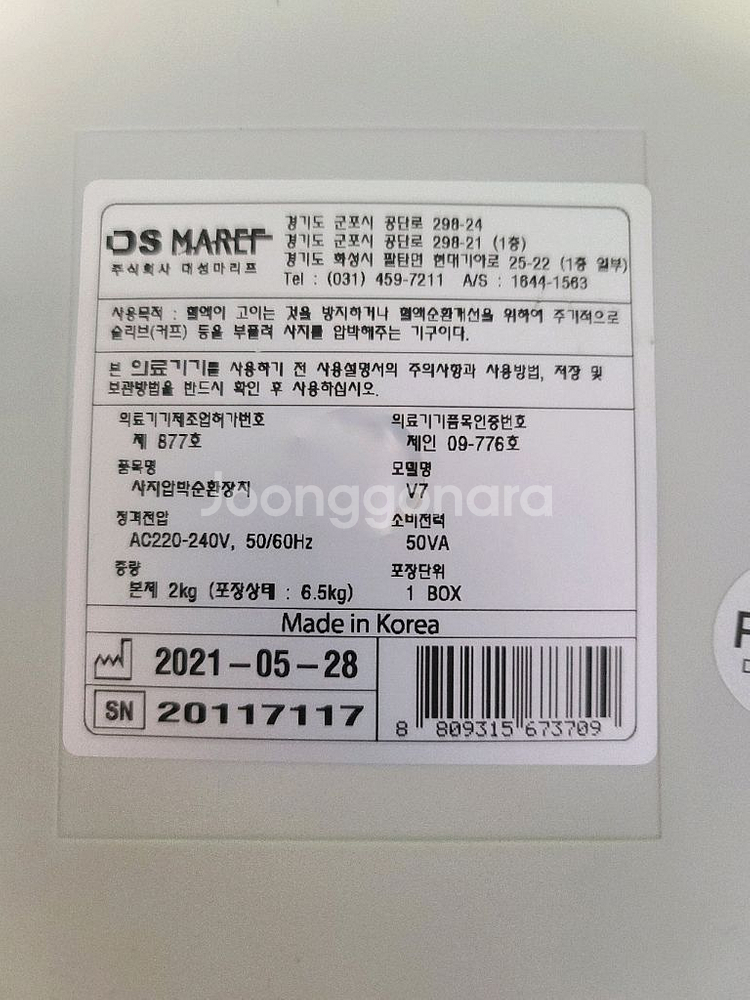 DS MAREF
주식회사 대성마리프
경기도 군포시 공단로 298-24
경기도 군포시 공단로 298-21 (1층)
경기도 화성시 팔탄면 현대기아로 25-22 (1층 일부)
Tel : (031) 459-7211 A/S : 1644-1563
사용목적 : 혈액이 고이는 것을 방지하거나 혈액순환개선을 위하여 주기적으로
슬리브(커프) 등을 부풀려 사지를 압박해주는 기구이다.
본 의료기기를 사용하기 전 사용설명서의 주의사항과 사용방법, 저장 및
보관방법을 반드시 확인 후 사용하십시오.
의료기기제조업허가번호
제 877호
의료기기품목인증번호
제인 09-776호
품목명
사지압박순환장치
모델명
V7
정격전압
AC220-240V, 50/60Hz
소비전력
50VA
중량
본체 2kg (포장상태 : 6.5kg)
포장단위
1 BOX
Made in Korea
2021-05-28
SN 20117117
8 809315 673709
Joonggonara